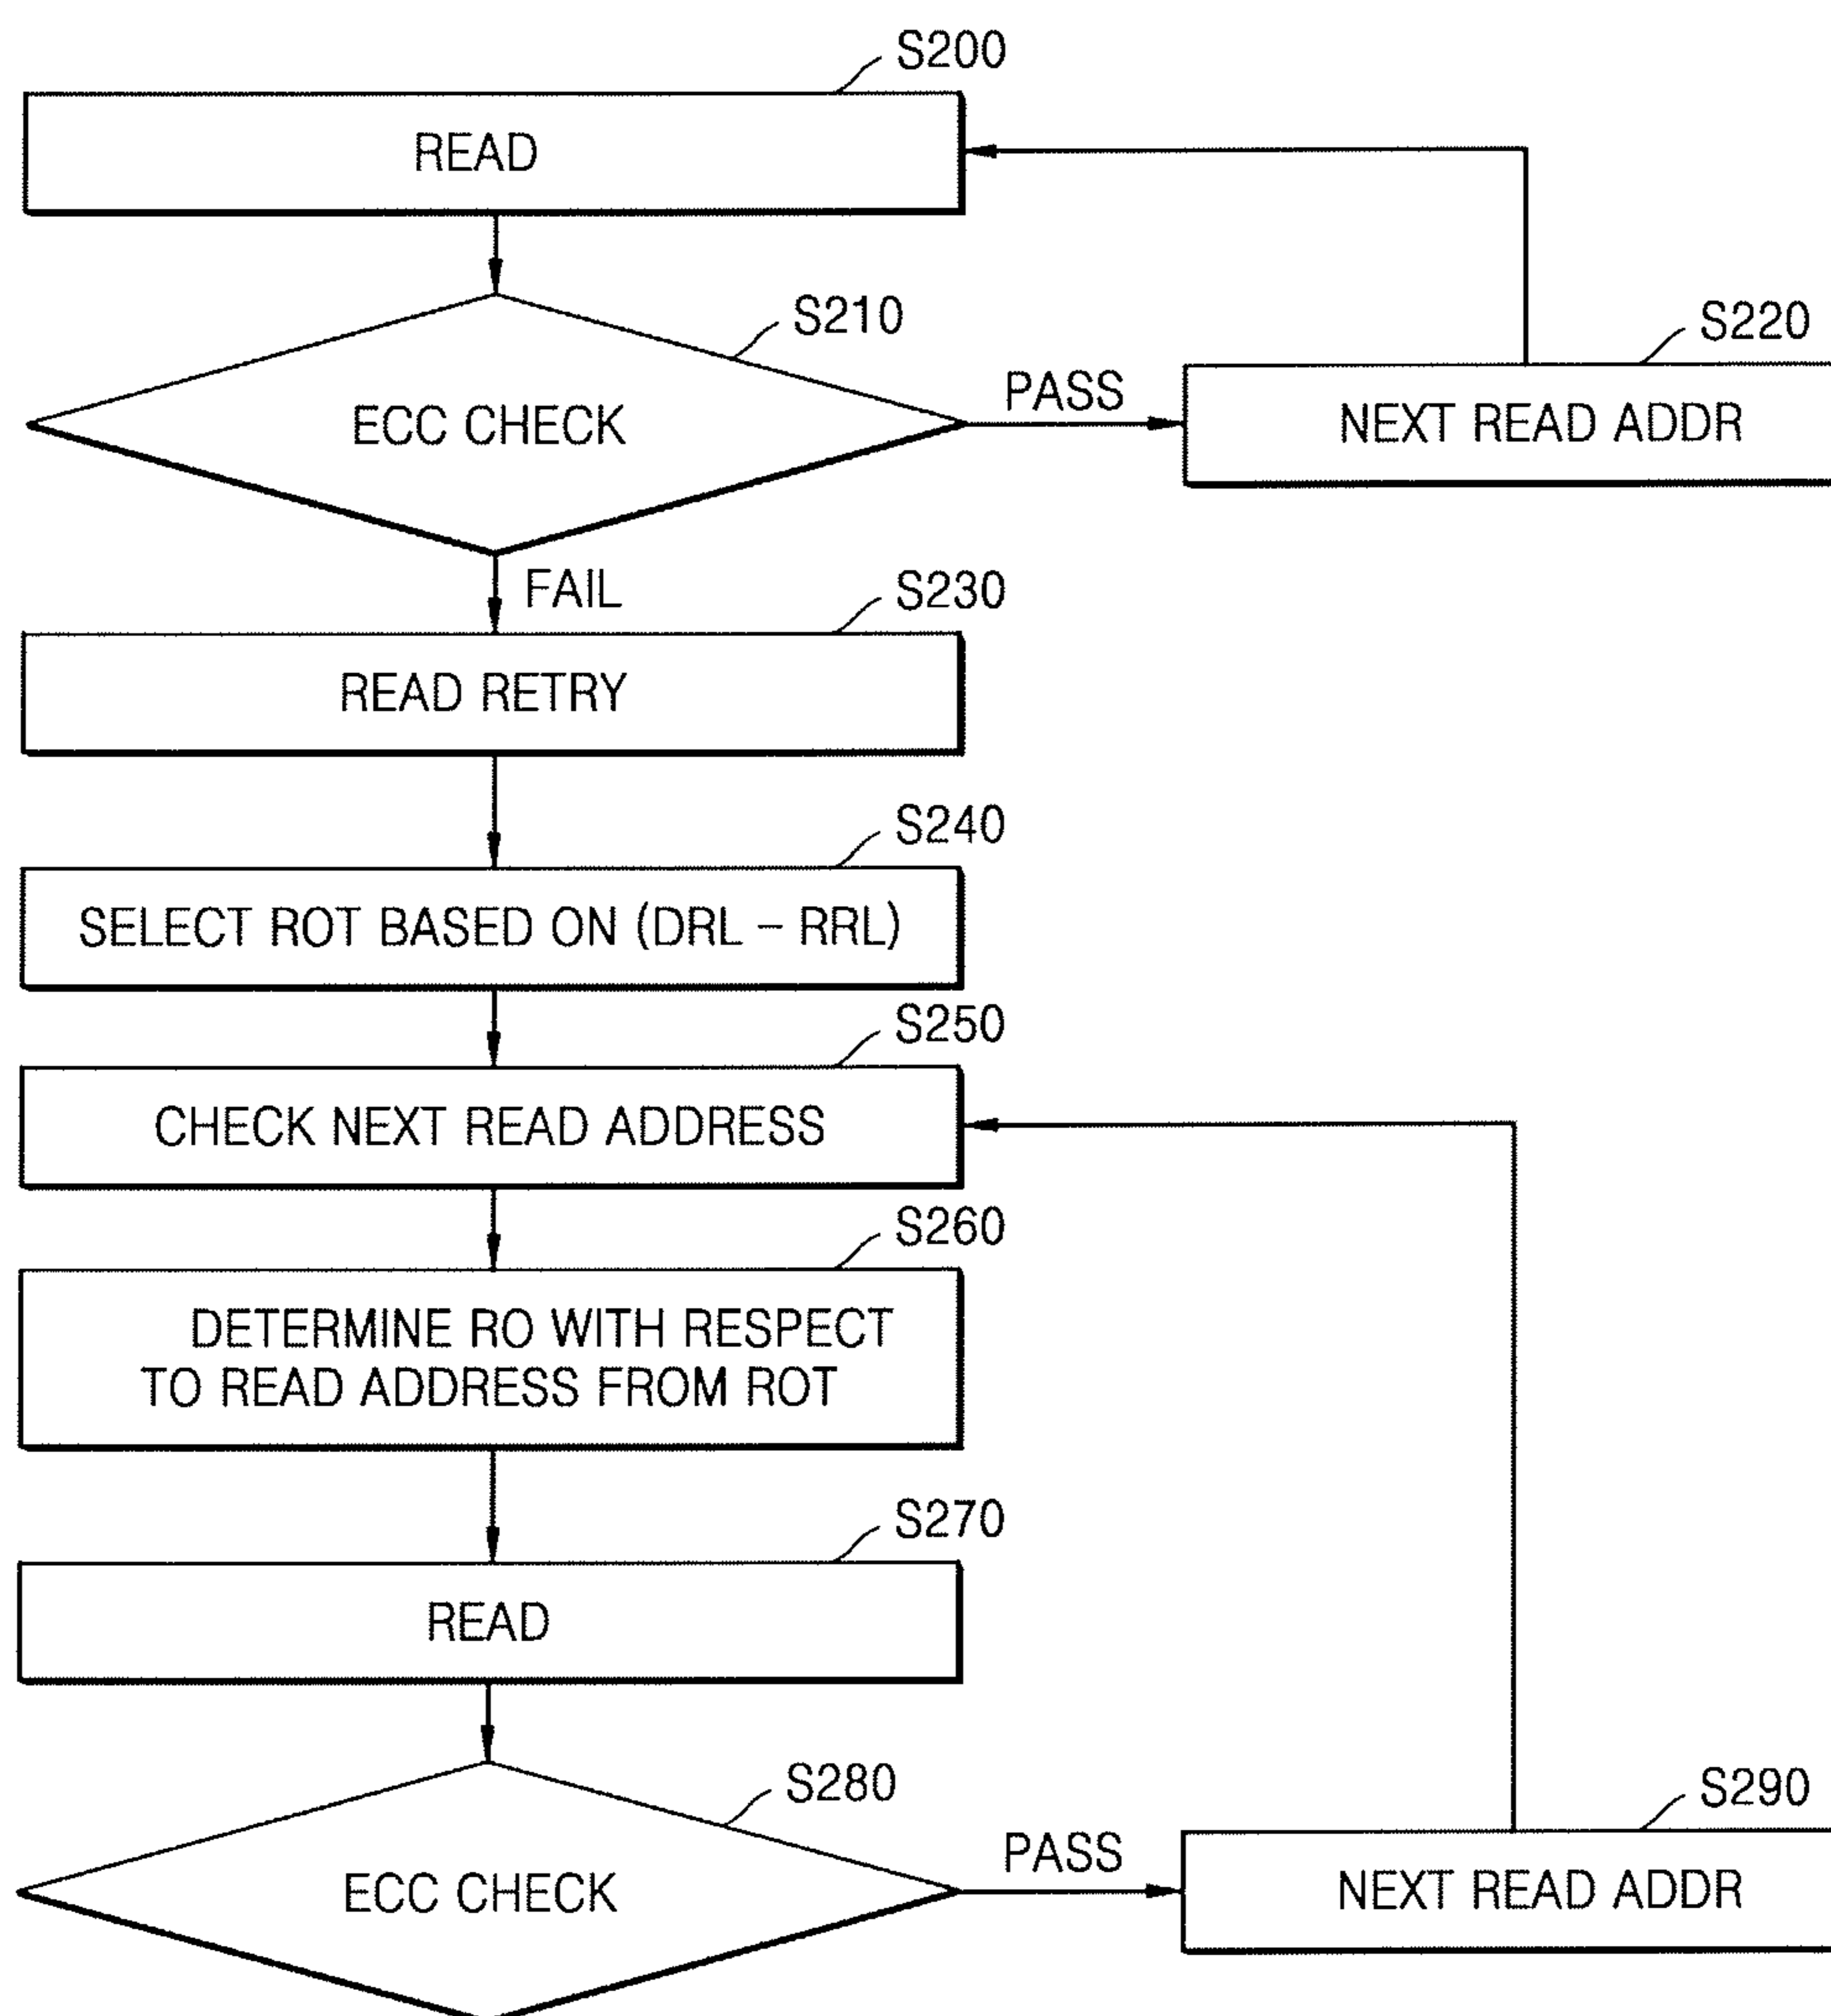 S200
READ
S210
ECC CHECK
PASS
S220
NEXT READ ADDR
FAIL
S230
READ RETRY
S240
SELECT ROT BASED ON (DRL – RRL)
S250
CHECK NEXT READ ADDRESS
S260
DETERMINE RO WITH RESPECT
TO READ ADDRESS FROM ROT
S270
READ
S280
ECC CHECK
PASS
S290
NEXT READ ADDR